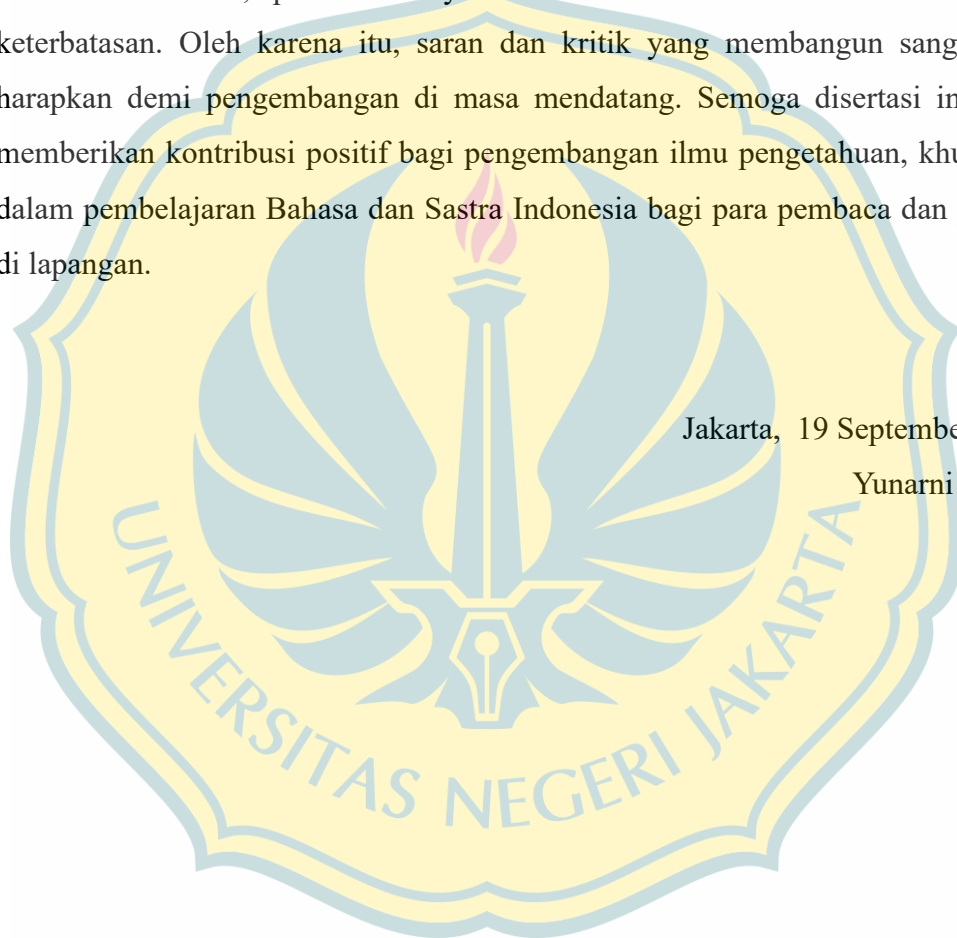 keterbatasan. Oleh karena itu, saran dan kritik yang membangun sang
harapkan demi pengembangan di masa mendatang. Semoga disertasi in
memberikan kontribusi positif bagi pengembangan ilmu pengetahuan, khu
dalam pembelajaran Bahasa dan Sastra Indonesia bagi para pembaca dan
di lapangan.
Jakarta, 19 Septembe
Yunarni
UNIVERSITAS NEGERI JAKARTA